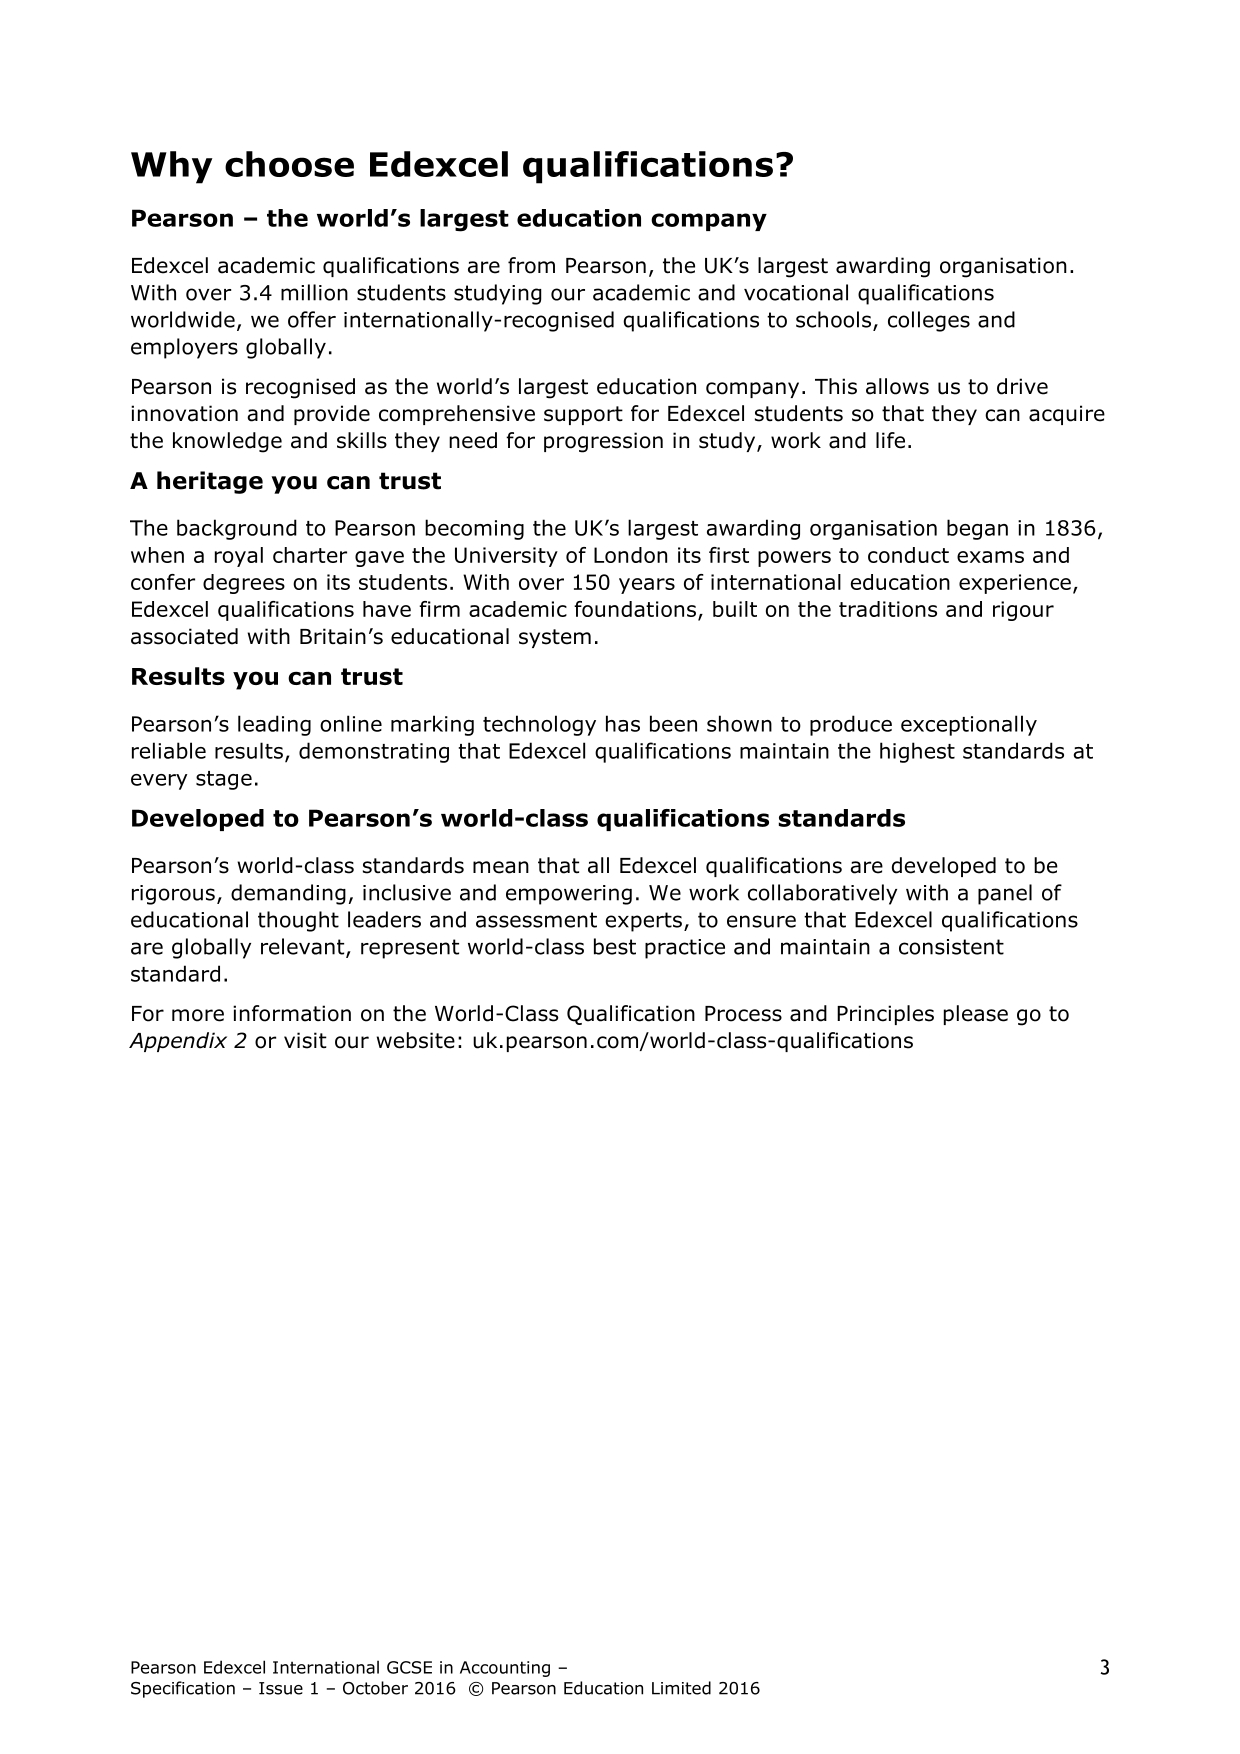 Why choose Edexcel qualifications?
Pearson – the world’s largest education company
Edexcel academic qualifications are from Pearson, the UK’s largest awarding organisation.
With over 3.4 million students studying our academic and vocational qualifications
worldwide, we offer internationally-recognised qualifications to schools, colleges and
employers globally.
Pearson is recognised as the world’s largest education company. This allows us to drive
innovation and provide comprehensive support for Edexcel students so that they can acquire
the knowledge and skills they need for progression in study, work and life.
A heritage you can trust
The background to Pearson becoming the UK’s largest awarding organisation began in 1836,
when a royal charter gave the University of London its first powers to conduct exams and
confer degrees on its students. With over 150 years of international education experience,
Edexcel qualifications have firm academic foundations, built on the traditions and rigour
associated with Britain’s educational system.
Results you can trust
Pearson’s leading online marking technology has been shown to produce exceptionally
reliable results, demonstrating that Edexcel qualifications maintain the highest standards at
every stage.
Developed to Pearson’s world-class qualifications standards
Pearson’s world-class standards mean that all Edexcel qualifications are developed to be
rigorous, demanding, inclusive and empowering. We work collaboratively with a panel of
educational thought leaders and assessment experts, to ensure that Edexcel qualifications
are globally relevant, represent world-class best practice and maintain a consistent
standard.
For more information on the World-Class Qualification Process and Principles please go to
Appendix 2 or visit our website: uk.pearson.com/world-class-qualifications
Pearson Edexcel International GCSE in Accounting –
Specification – Issue 1 – October 2016 © Pearson Education Limited 2016
3